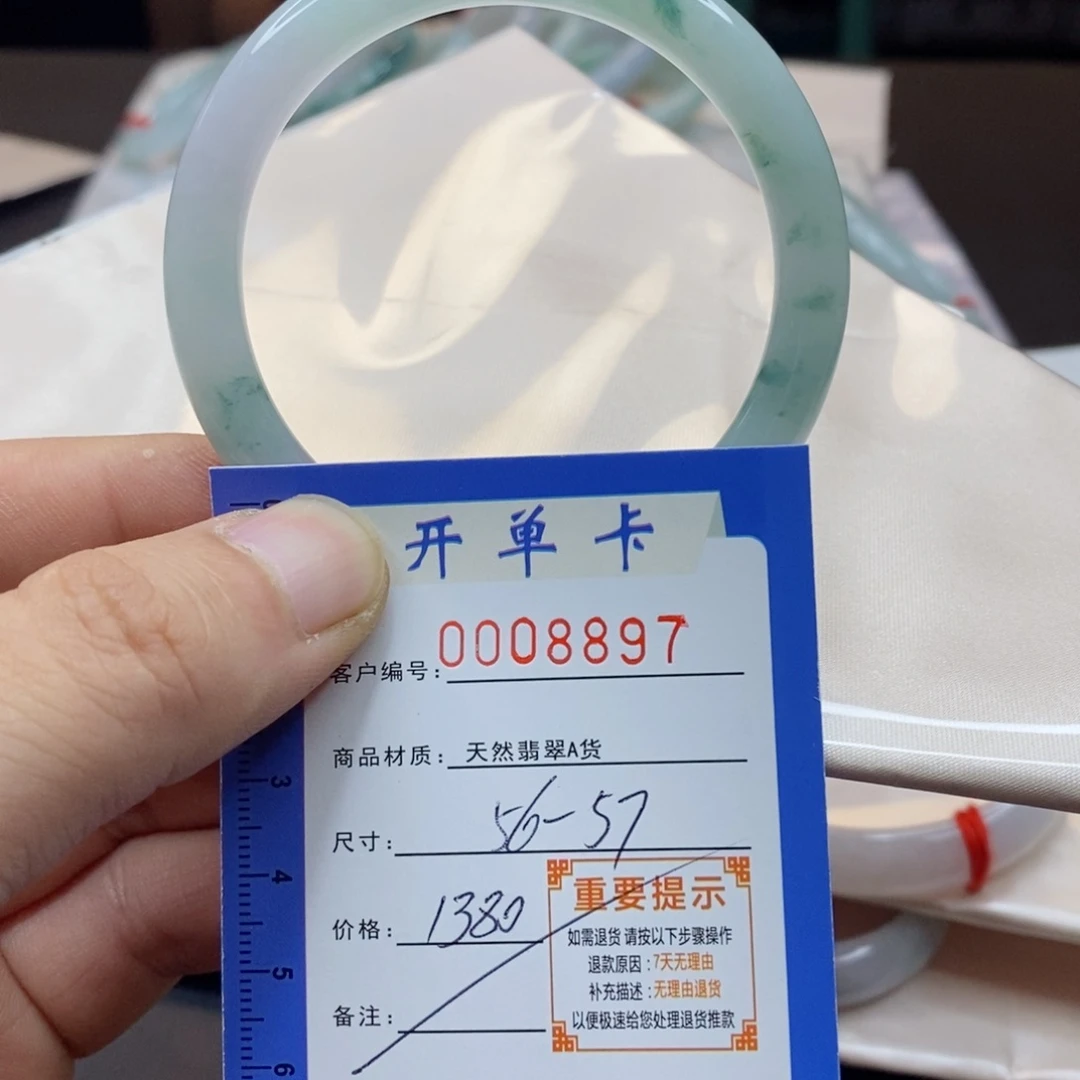 开单卡
0008897
客户编号:
商品材质: 天然翡翠A货
尺寸: 56-57
价格: 1380
备注:
重要提示
如需退货 请按以下步骤操作
退款原因:7天无理由
补充描述:无理由退货
以便极速给您处理退货推款
3
4
5
6